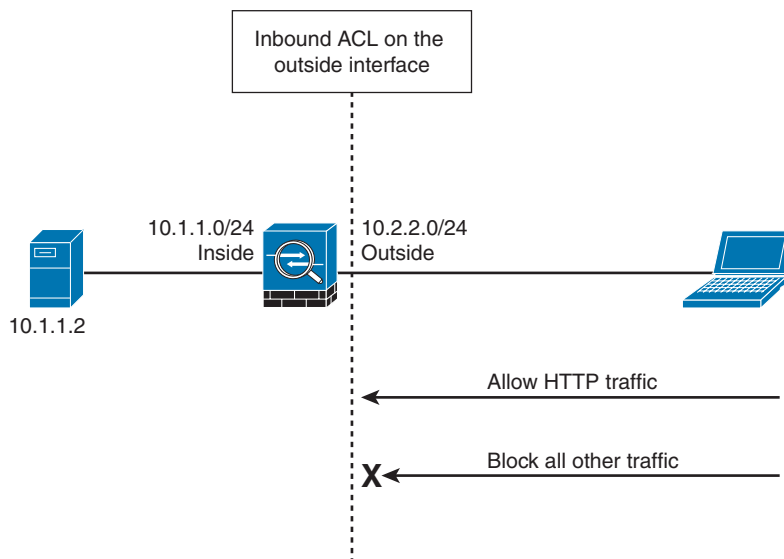 Inbound ACL on the
outside interface
10.1.1.0/24
Inside
10.2.2.0/24
Outside
10.1.1.2
Allow HTTP traffic
X
Block all other traffic